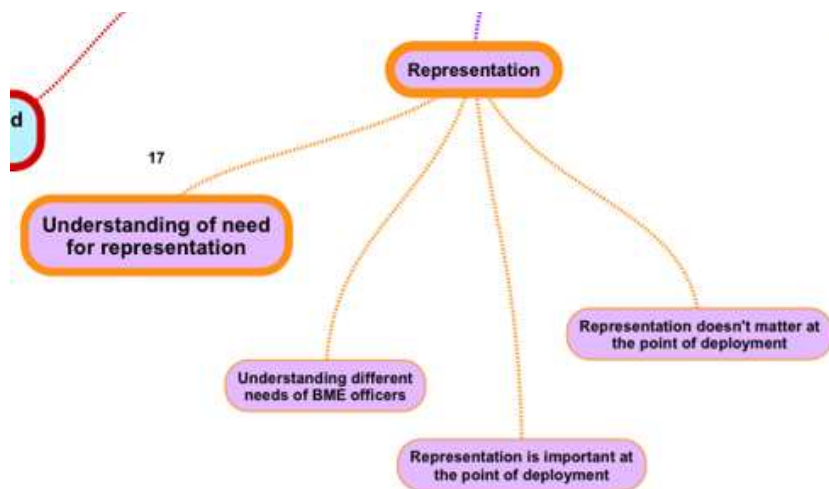 Representation
d
17
Understanding of need
for representation
Representation doesn't matter at
the point of deployment
Understanding different
needs of BME officers
Representation is important at
the point of deployment